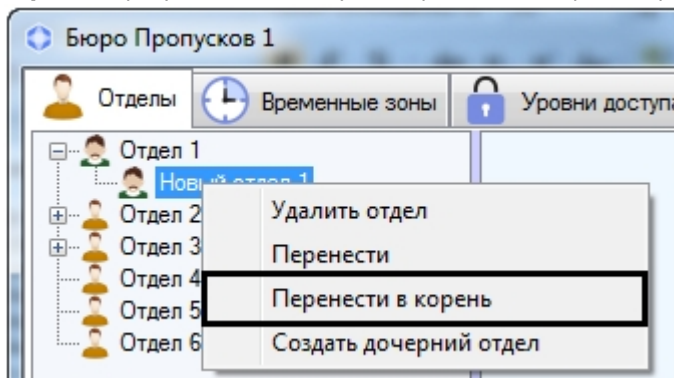 Бюро Пропусков 1
Отделы Временные зоны Уровни доступа
Отдел 1
Новый отдел 1
Отдел 2
Отдел 3
Отдел 4
Отдел 5
Отдел 6
Удалить отдел
Перенести
Перенести в корень
Создать дочерний отдел